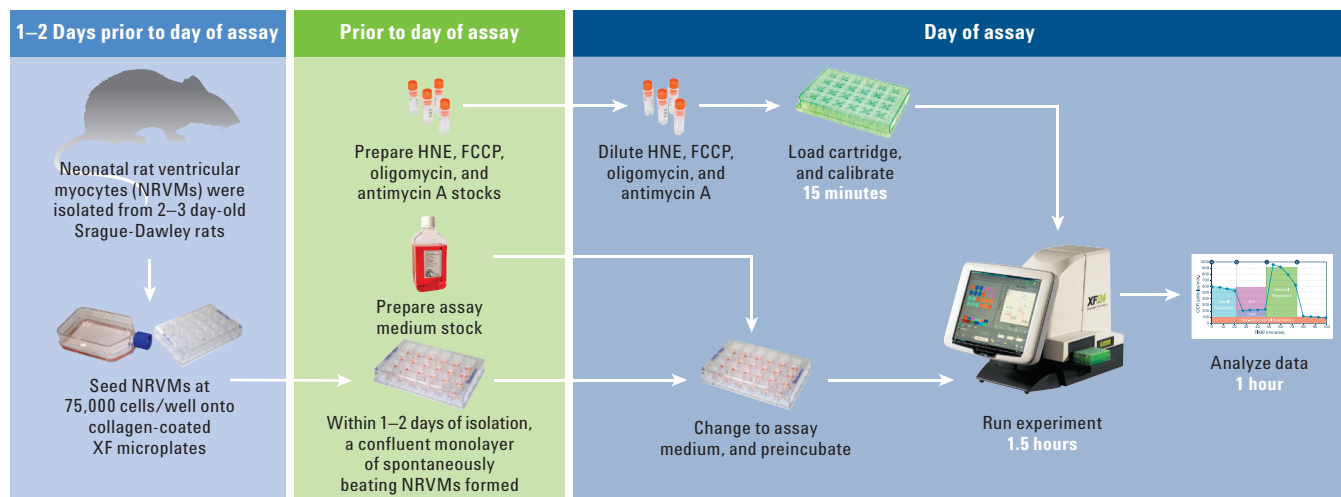 1–2 Days prior to day of assay
Neonatal rat ventricular
myocytes (NRVMs) were
isolated from 2–3 day-old
Srague-Dawley rats
Seed NRVMs at
75,000 cells/well onto
collagen-coated
XF microplates
Prior to day of assay
Prepare HNE, FCCP,
oligomycin, and
antimycin A stocks
Prepare assay
medium stock
Within 1–2 days of isolation,
a confluent monolayer
of spontaneously
beating NRVMs formed
Day of assay
Dilute HNE, FCCP,
oligomycin, and
antimycin A
Load cartridge,
and calibrate
15 minutes
Change to assay
medium, and preincubate
XF24
Run experiment
1.5 hours
TIME (minutes)
Analyze data
1 hour